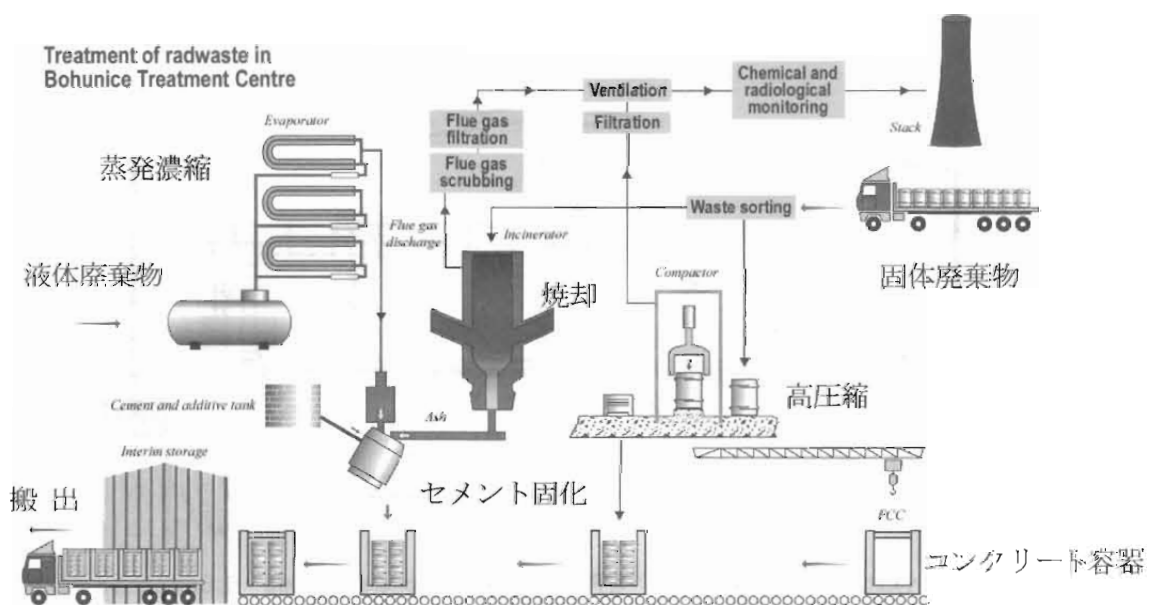 Treatment of radwaste in
Bohunice Treatment Centre
Evaporator
蒸発濃縮
液体廃棄物
Flue gas
filtration
Flue gas
scrubbing
Flue gas
discharge
Ventilation
Filtration
Chemical and
radiological
monitoring
Stack
Waste sorting
固体廃棄物
Incinerator
焼却
Compactor
高圧縮
Cement and additive tank
Ash
セメント固化
Interim storage
搬出
FCC
コンクリート容器